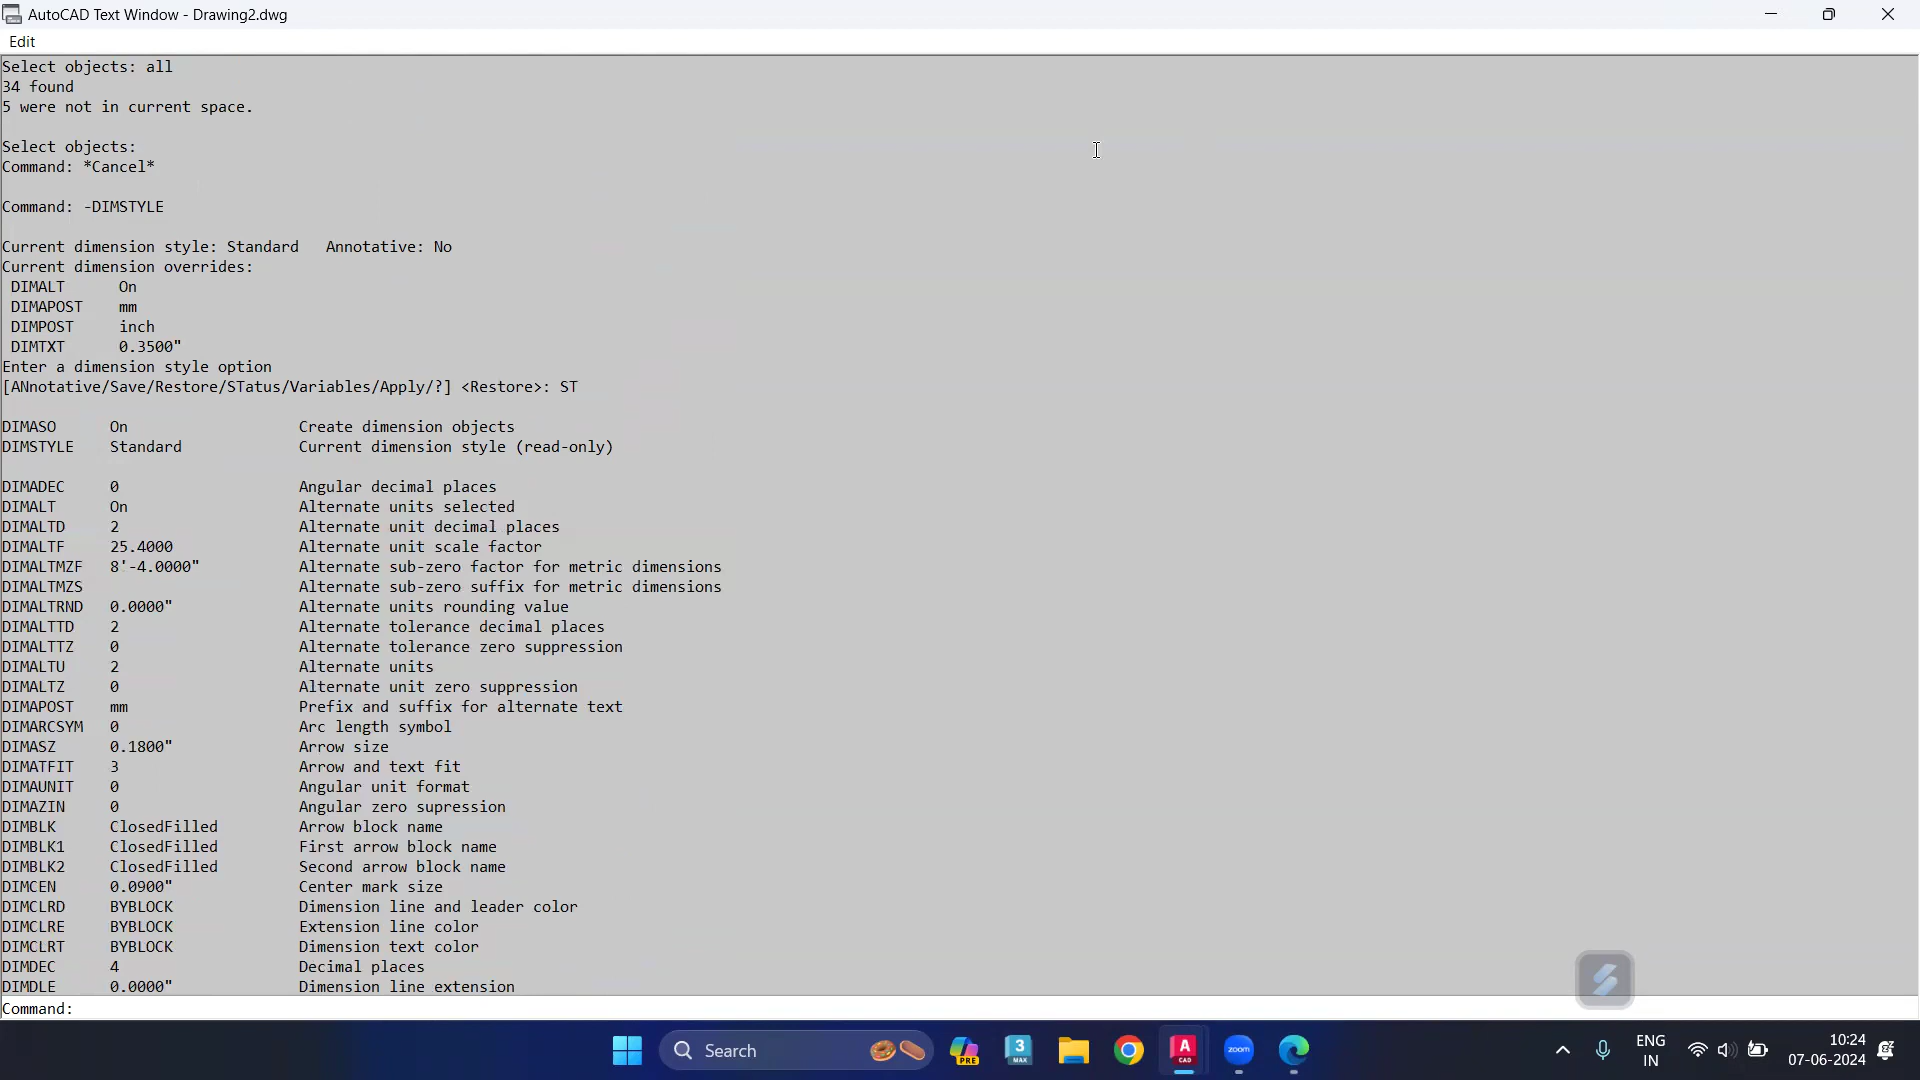 AutoCAD Text Window - Drawing2.dwg
Edit
Select objects: all
34 found
5 were not in current space.
Select objects:
Command: *Cancel*
Command: -DIMSTYLE
Current dimension style: Standard   Annotative: No
Current dimension overrides:
DIMALT      On
DIMAPOST    mm
DIMPOST     inch
DIMTXT      0.3500"
Enter a dimension style option
[ANnotative/Save/Restore/STatus/Variables/Apply/?] <Restore>: ST
DIMASO      On                   Create dimension objects
DIMSTYLE    Standard             Current dimension style (read-only)
DIMADEC     0                    Angular decimal places
DIMALT      On                   Alternate units selected
DIMALTD     2                    Alternate unit decimal places
DIMALTF     25.4000              Alternate unit scale factor
DIMALTMZF   8'-4.0000"           Alternate sub-zero factor for metric dimensions
DIMALTMZS                        Alternate sub-zero suffix for metric dimensions
DIMALTRND   0.0000"              Alternate units rounding value
DIMALTTD    2                    Alternate tolerance decimal places
DIMALTTZ    0                    Alternate tolerance zero suppression
DIMALTU     2                    Alternate units
DIMALTZ     0                    Alternate unit zero suppression
DIMAPOST    mm                   Prefix and suffix for alternate text
DIMARCSYM   0                    Arc length symbol
DIMASZ      0.1800"              Arrow size
DIMATFIT    3                    Arrow and text fit
DIMAUNIT    0                    Angular unit format
DIMAZIN     0                    Angular zero supression
DIMBLK      ClosedFilled         Arrow block name
DIMBLK1     ClosedFilled         First arrow block name
DIMBLK2     ClosedFilled         Second arrow block name
DIMCEN      0.0900"              Center mark size
DIMCLRD     BYBLOCK              Dimension line and leader color
DIMCLRE     BYBLOCK              Extension line color
DIMCLRT     BYBLOCK              Dimension text color
DIMDEC      4                    Decimal places
DIMDLE      0.0000"              Dimension line extension
Command:
Search
PRE
3
MAX
A
CAD
zoom
ENG
IN
10:24
07-06-2024